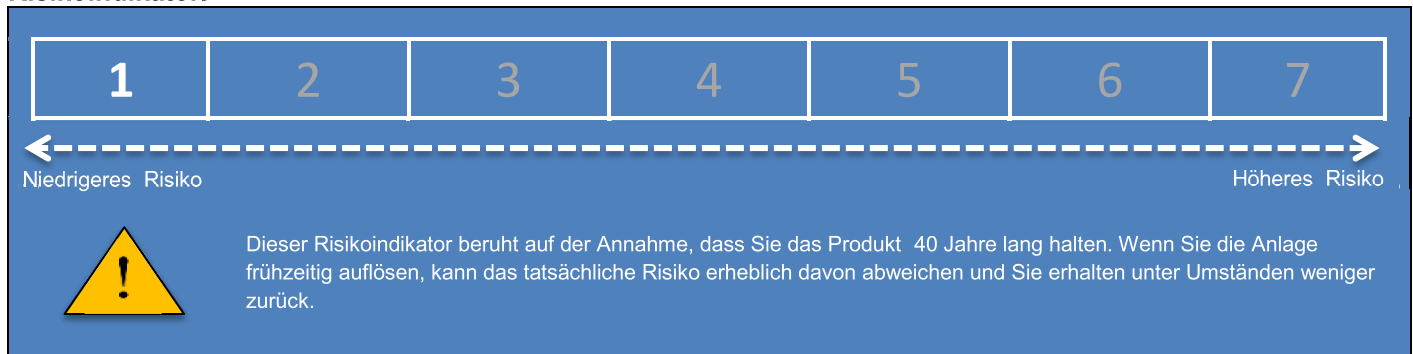 1 2 3 4 5 6 7
Niedrigeres Risiko Höheres Risiko
!
Dieser Risikoindikator beruht auf der Annahme, dass Sie das Produkt 40 Jahre lang halten. Wenn Sie die Anlage
frühzeitig auflösen, kann das tatsächliche Risiko erheblich davon abweichen und Sie erhalten unter Umständen weniger
zurück.